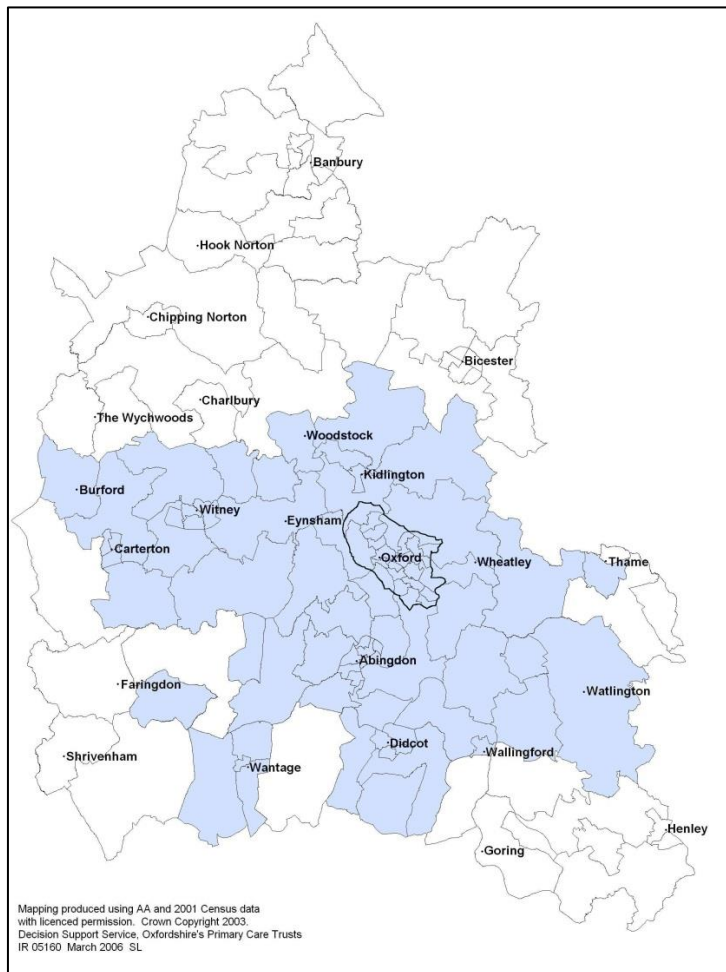 Banbury
Hook Norton
Chipping Norton
Bicester
Charlbury
The Wychwoods
Woodstock
Kidlington
Burford
Witney
Eynsham
Carterton
Oxford
Wheatley
Thame
Abingdon
Faringdon
Watlington
Didcot
Wallingford
Shrivenham
Wantage
Henley
Goring
Mapping produced using AA and 2001 Census data
with licenced permission. Crown Copyright 2003.
Decision Support Service, Oxfordshire's Primary Care Trusts
IR 05160 March 2006 SL